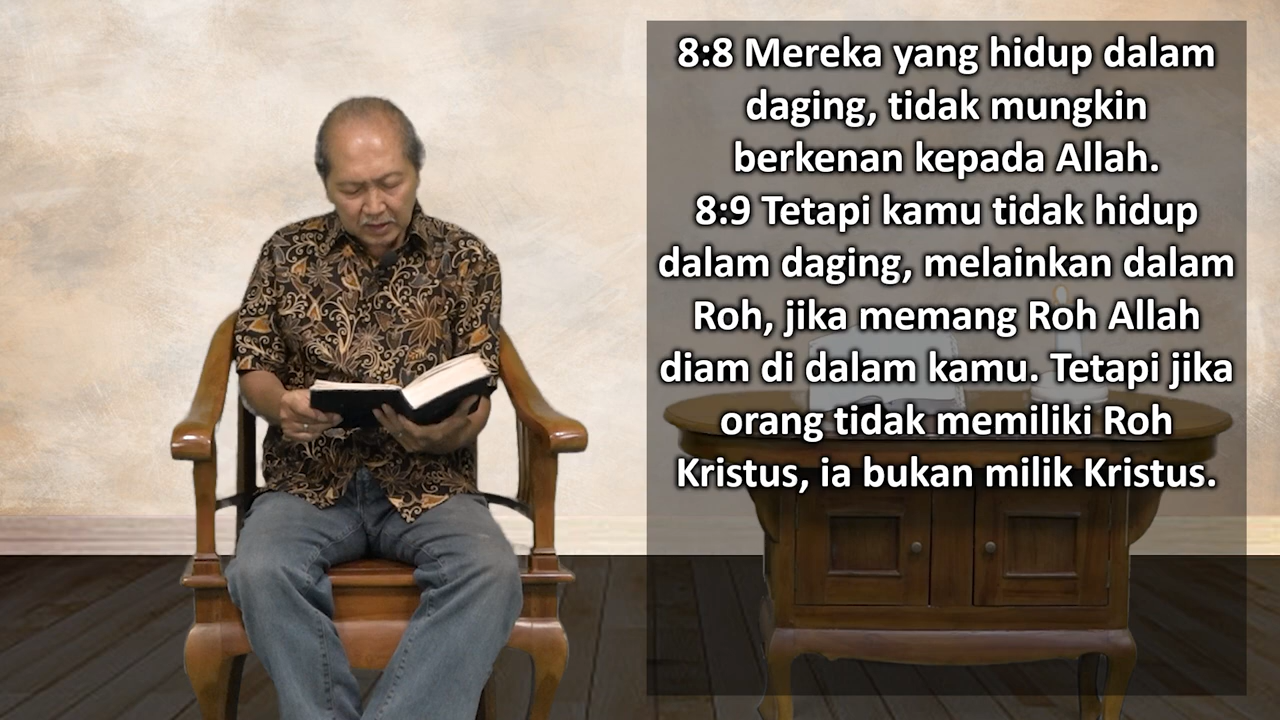 8:8 Mereka yang hidup dalam
daging, tidak mungkin
berkenan kepada Allah.
8:9 Tetapi kamu tidak hidup
dalam daging, melainkan dalam
Roh, jika memang Roh Allah
diam di dalam kamu. Tetapi jika
orang tidak memiliki Roh
Kristus, ia bukan milik Kristus.